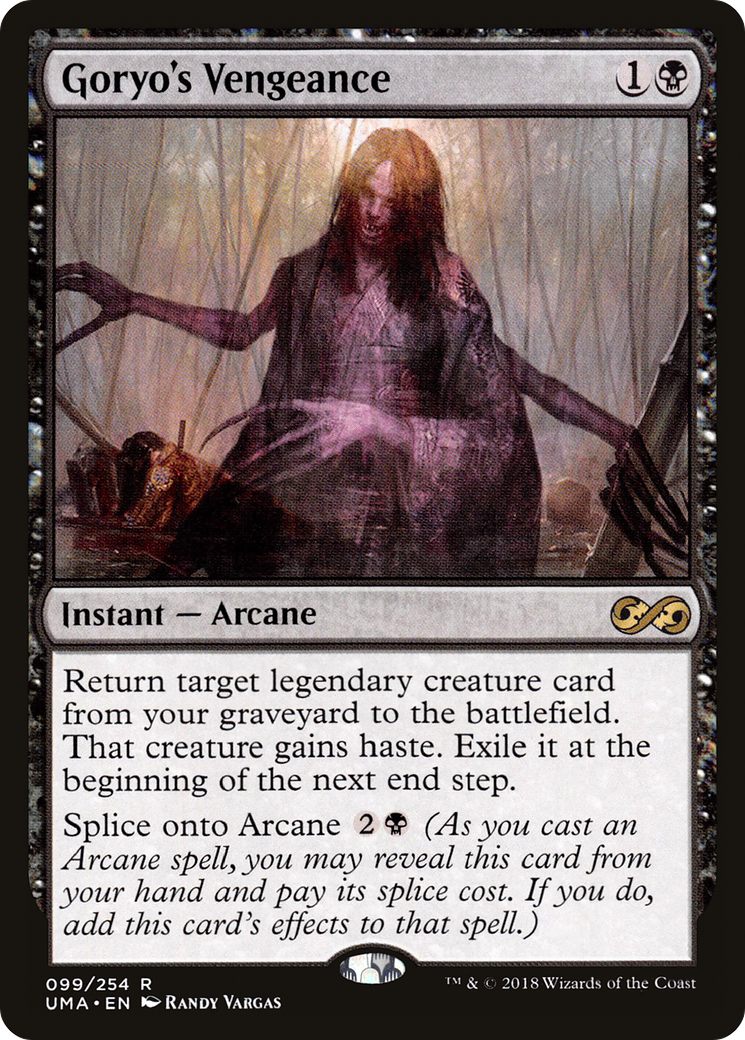 Goryo's Vengeance 1
Instant — Arcane
Return target legendary creature card
from your graveyard to the battlefield.
That creature gains haste. Exile it at the
beginning of the next end step.
Splice onto Arcane 2 (As you cast an
Arcane spell, you may reveal this card from
your hand and pay its splice cost. If you do,
add this card's effects to that spell.)
099/254 R
UMA • EN Randy Vargas
™ & © 2018 Wizards of the Coast